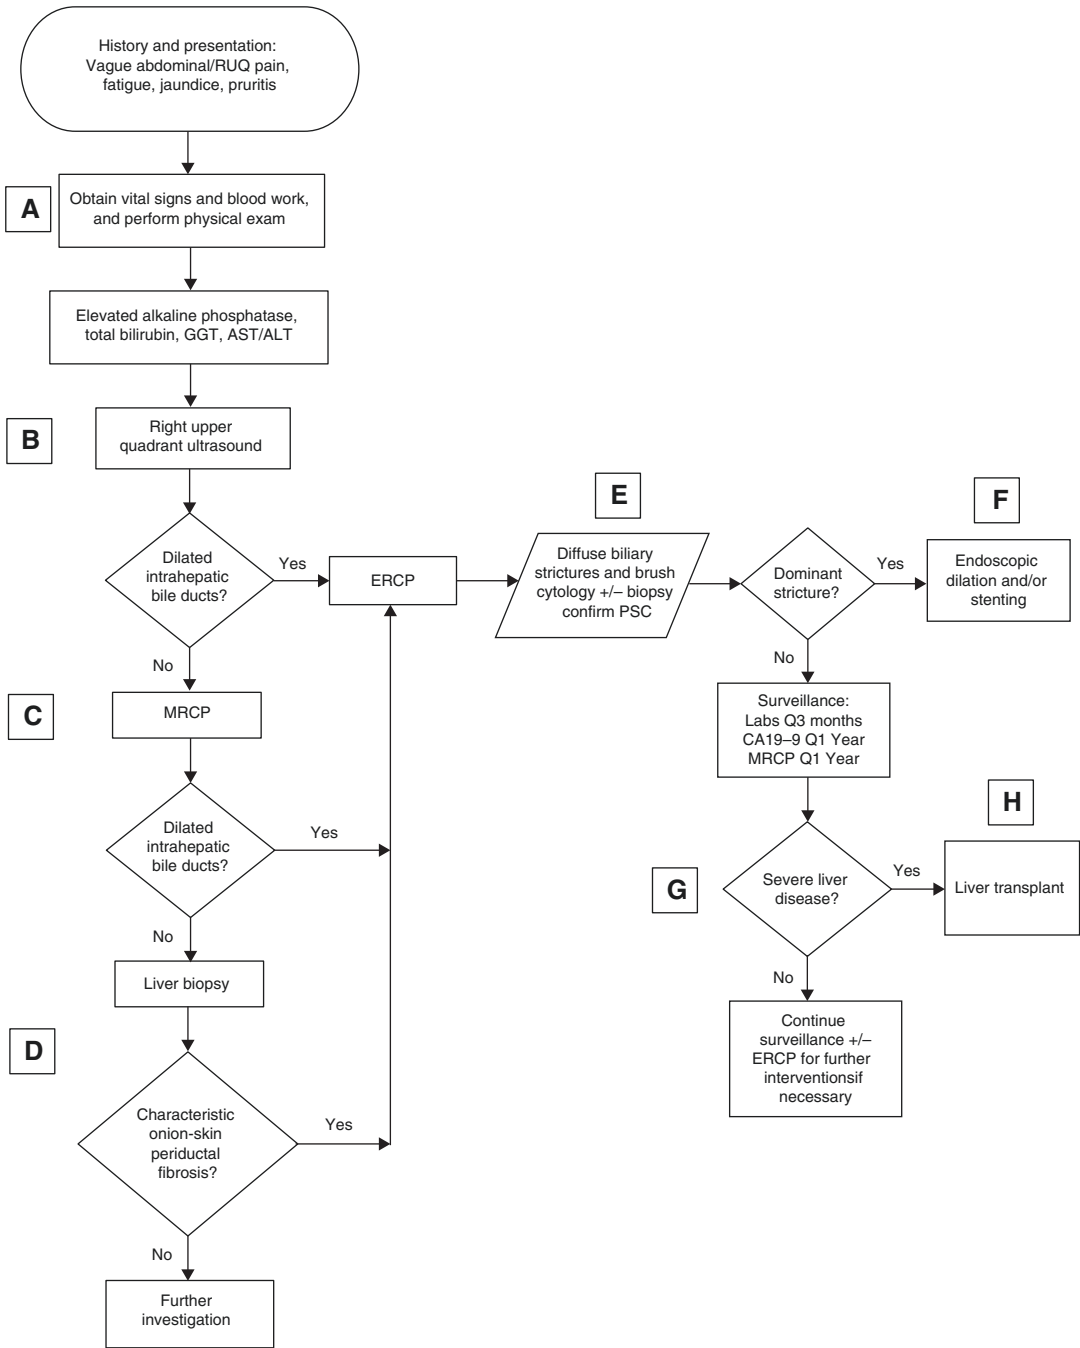 History and presentation:
Vague abdominal/RUQ pain,
fatigue, jaundice, pruritis
A
Obtain vital signs and blood work,
and perform physical exam
Elevated alkaline phosphatase,
total bilirubin, GGT, AST/ALT
B
Right upper
quadrant ultrasound
Dilated
intrahepatic
bile ducts?
Yes
No
ERCP
E
Diffuse biliary
strictures and brush
cytology +/– biopsy
confirm PSC
Dominant
stricture?
Yes
No
F
Endoscopic
dilation and/or
stenting
C
MRCP
Dilated
intrahepatic
bile ducts?
Yes
No
Surveillance:
Labs Q3 months
CA19–9 Q1 Year
MRCP Q1 Year
G
Severe liver
disease?
Yes
No
H
Liver transplant
Continue
surveillance +/–
ERCP for further
interventionsif
necessary
Liver biopsy
D
Characteristic
onion-skin
periductal
fibrosis?
Yes
No
Further
investigation